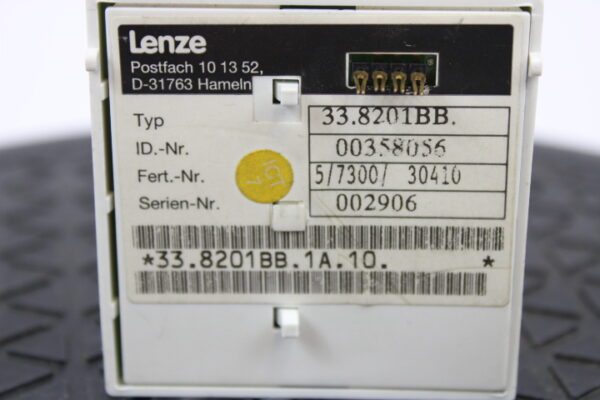 Lenze
Postfach 10 13 52,
D-31763 Hameln
Typ 33.8201BB.
ID.-Nr. 00358056
Fert.-Nr. 5/7300/ 30410
Serien-Nr. 002906
*33.8201BB.1A.10. *